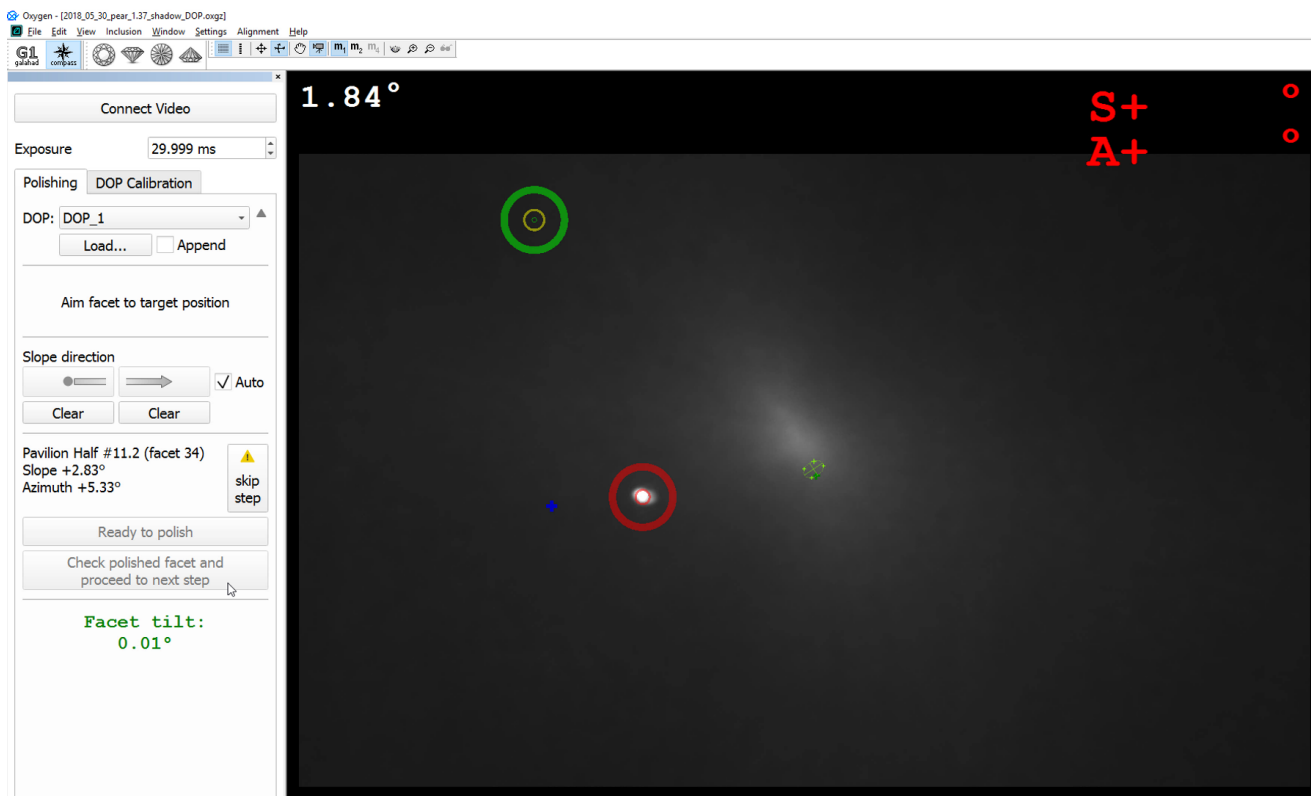 Oxygen - [2018_05_30_pear_1.37_shadow_DOP.oxgz]
File Edit View Inclusion Window Settings Alignment Help
G1
galahad
compass
m1 m2 m4
Connect Video
Exposure 29.999 ms
Polishing DOP Calibration
DOP: DOP_1
Load... Append
Aim facet to target position
Slope direction
Auto
Clear Clear
Pavilion Half #11.2 (facet 34)
Slope +2.83°
Azimuth +5.33°
skip
step
Ready to polish
Check polished facet and
proceed to next step
Facet tilt:
0.01°
1.84°
S+ °
A+ °